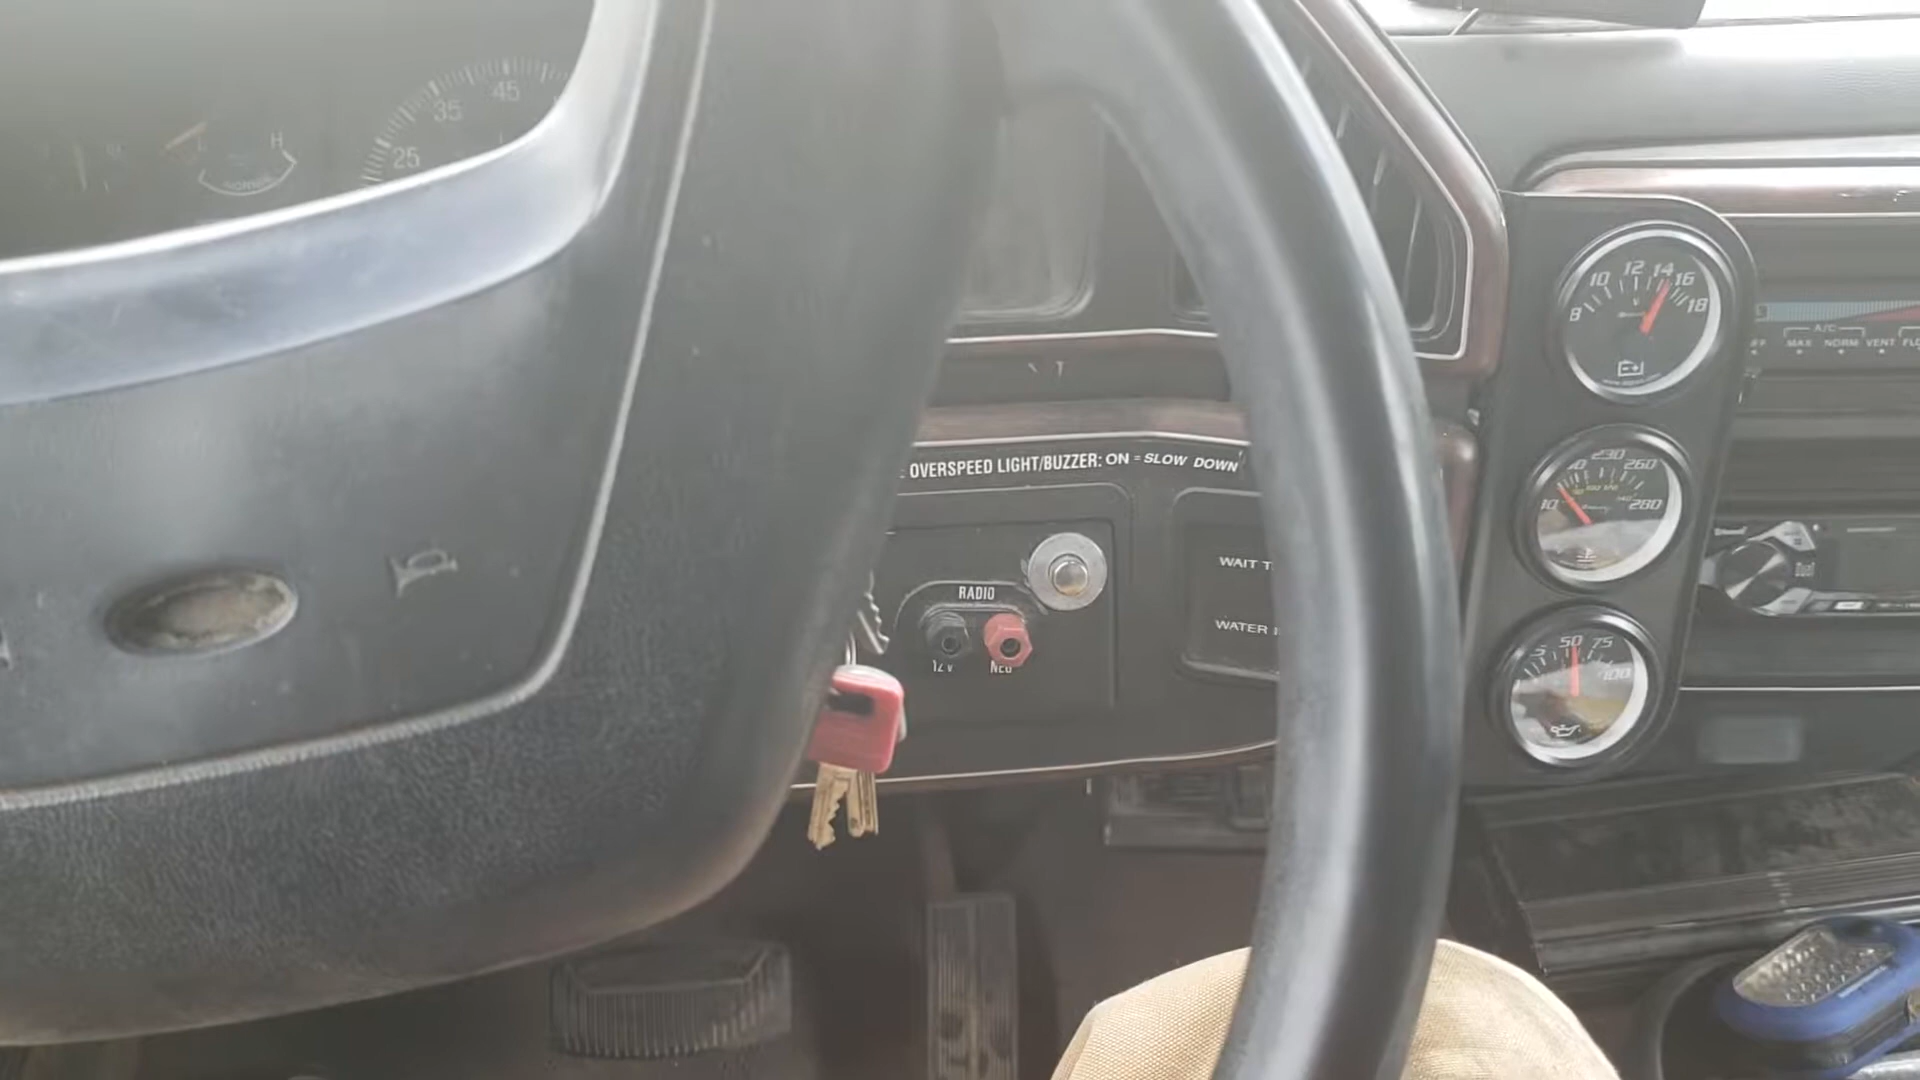 45
35
25
L
H
NORMAL
8 10 12 14 16 18
V
A/C
MAX NORM VENT
230 260
280
OVERSPEED LIGHT/BUZZER: ON = SLOW DOWN
WAIT
WATER
RADIO
12 V NEG
50 75
100